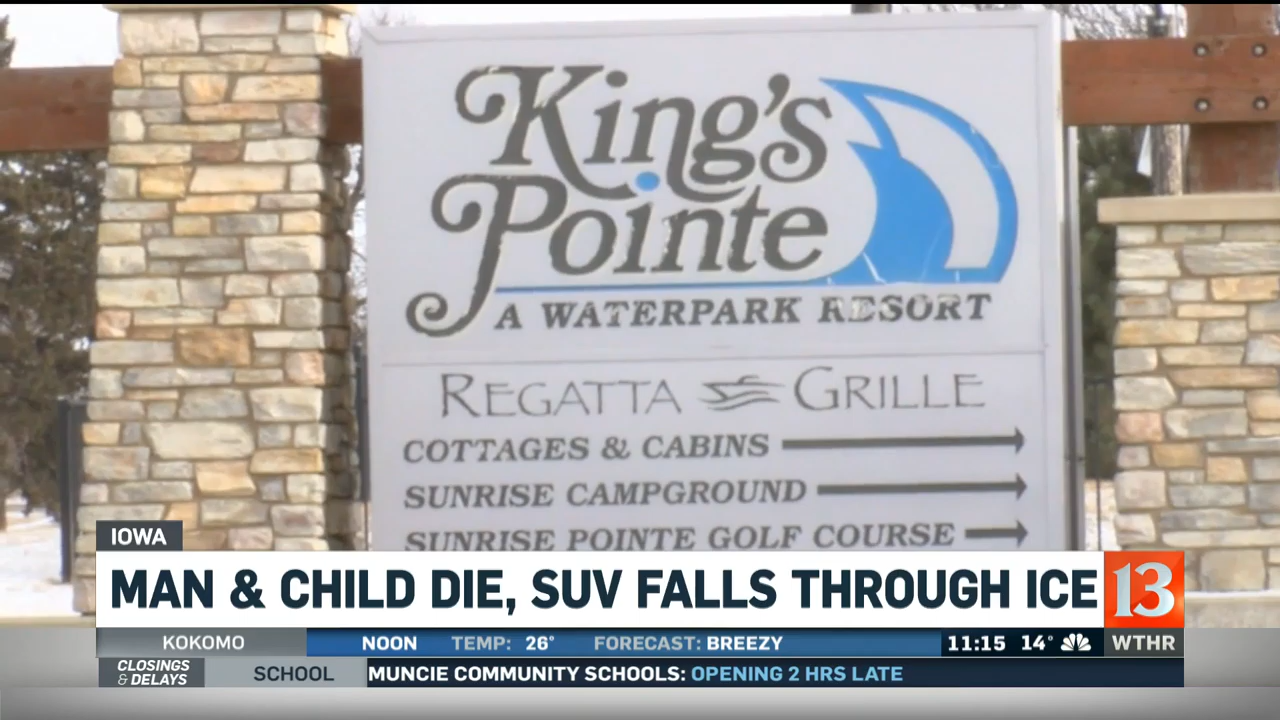 King's
Pointe
A WATERPARK RESORT
REGATTA GRILLE
COTTAGES & CABINS
SUNRISE CAMPGROUND
SUNRISE POINTE GOLF COURSE
IOWA
MAN & CHILD DIE, SUV FALLS THROUGH ICE 13
KOKOMO NOON TEMP: 26° FORECAST: BREEZY 11:15 14° WTHR
CLOSINGS
& DELAYS
SCHOOL MUNCIE COMMUNITY SCHOOLS: OPENING 2 HRS LATE